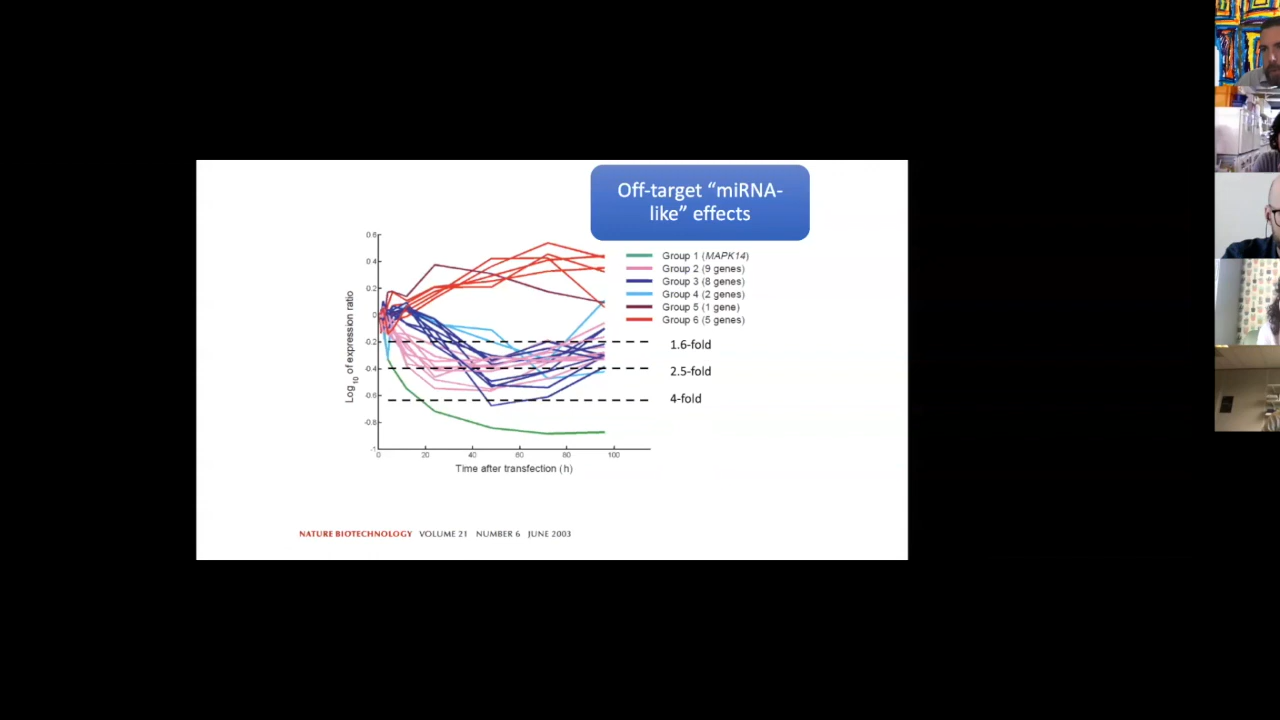 Off-target “miRNA-
like” effects
0.6
0.4
0.2
0
-0.2
-0.4
-0.6
-0.8
-1
Log10 of expression ratio
0
20
40
60
80
100
Time after transfection (h)
Group 1 (MAPK14)
Group 2 (9 genes)
Group 3 (8 genes)
Group 4 (2 genes)
Group 5 (1 gene)
Group 6 (5 genes)
1.6-fold
2.5-fold
4-fold
NATURE BIOTECHNOLOGY VOLUME 21 NUMBER 6 JUNE 2003